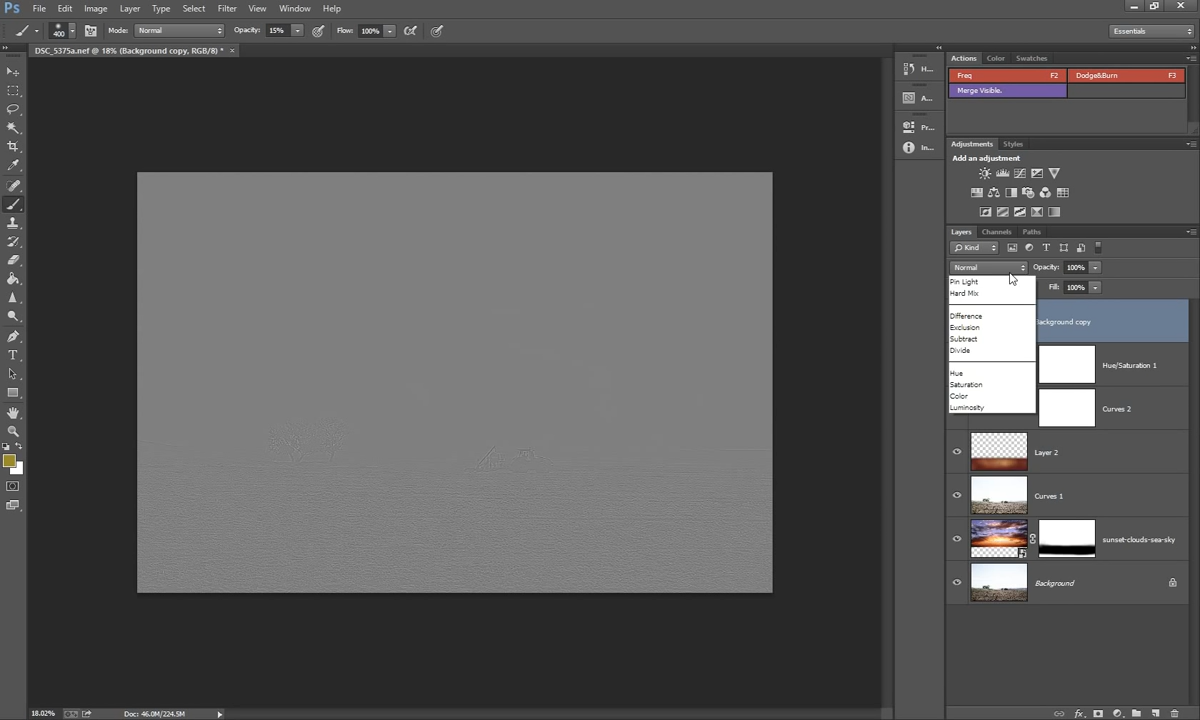 Ps File Edit Image Layer Type Select Filter View Window Help
400 Mode: Normal Opacity: 15% Flow: 100% Essentials
DSC_5375a.nef @ 18% (Background copy, RGB/8) * ×
H...
A...
Pr...
In...
Actions Color Swatches
Freq F2 Dodge&Burn F3
Merge Visible.
Adjustments Styles
Add an adjustment
Layers Channels Paths
Kind
Normal Opacity: 100%
Fill: 100%
Pin Light
Hard Mix
Difference
Exclusion
Subtract
Divide
Hue
Saturation
Color
Luminosity
Background copy
Hue/Saturation 1
Curves 2
Layer 2
Curves 1
sunset-clouds-sea-sky
Background
18.02% Doc: 46.0M/224.5M